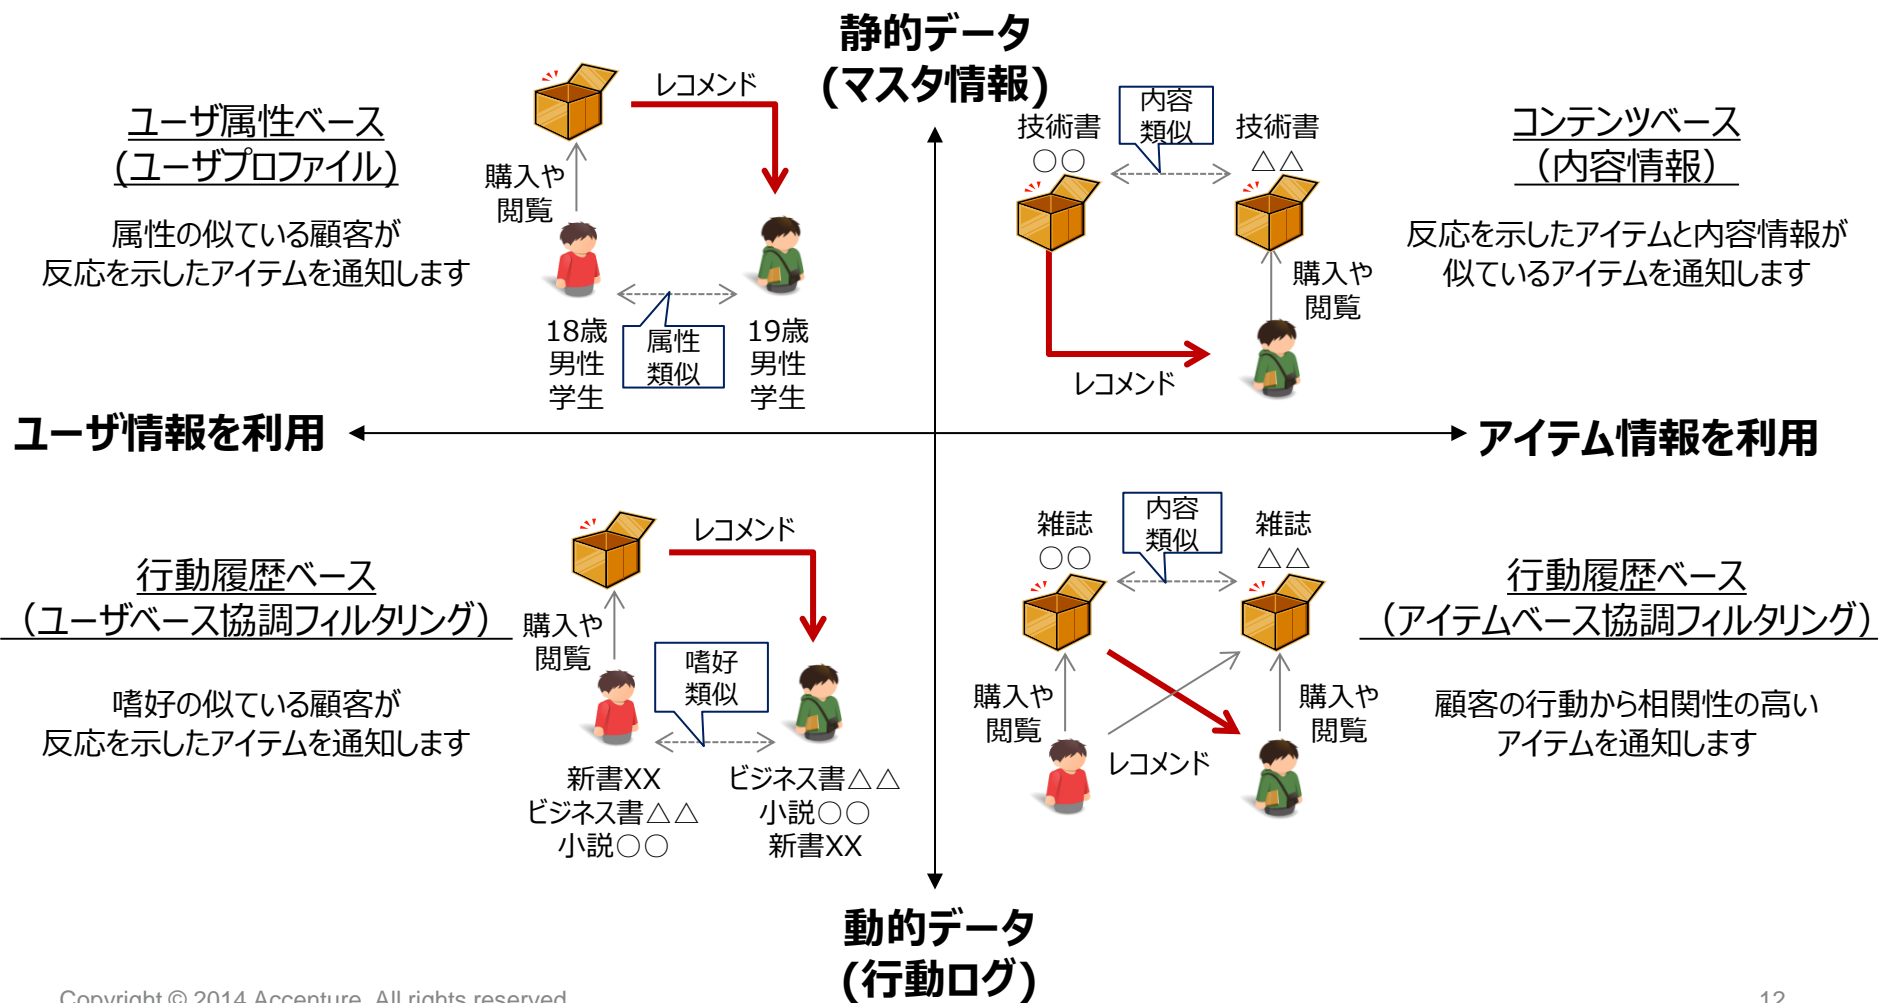 静的データ
(マスタ情報)
ユーザ属性ベース
(ユーザプロファイル)
属性の似ている顧客が
反応を示したアイテムを通知します
レコメンド
購入や
閲覧
18歳
男性
学生
属性
類似
19歳
男性
学生
技術書
○○
内容
類似
技術書
△△
購入や
閲覧
レコメンド
コンテンツベース
（内容情報）
反応を示したアイテムと内容情報が
似ているアイテムを通知します
ユーザ情報を利用
アイテム情報を利用
行動履歴ベース
（ユーザベース協調フィルタリング）
嗜好の似ている顧客が
反応を示したアイテムを通知します
レコメンド
購入や
閲覧
嗜好
類似
新書XX
ビジネス書△△
小説○○
ビジネス書△△
小説○○
新書XX
雑誌
○○
内容
類似
雑誌
△△
購入や
閲覧
レコメンド
購入や
閲覧
行動履歴ベース
（アイテムベース協調フィルタリング）
顧客の行動から相関性の高い
アイテムを通知します
動的データ
(行動ログ)
Copyright © 2014 Accenture. All rights reserved
12